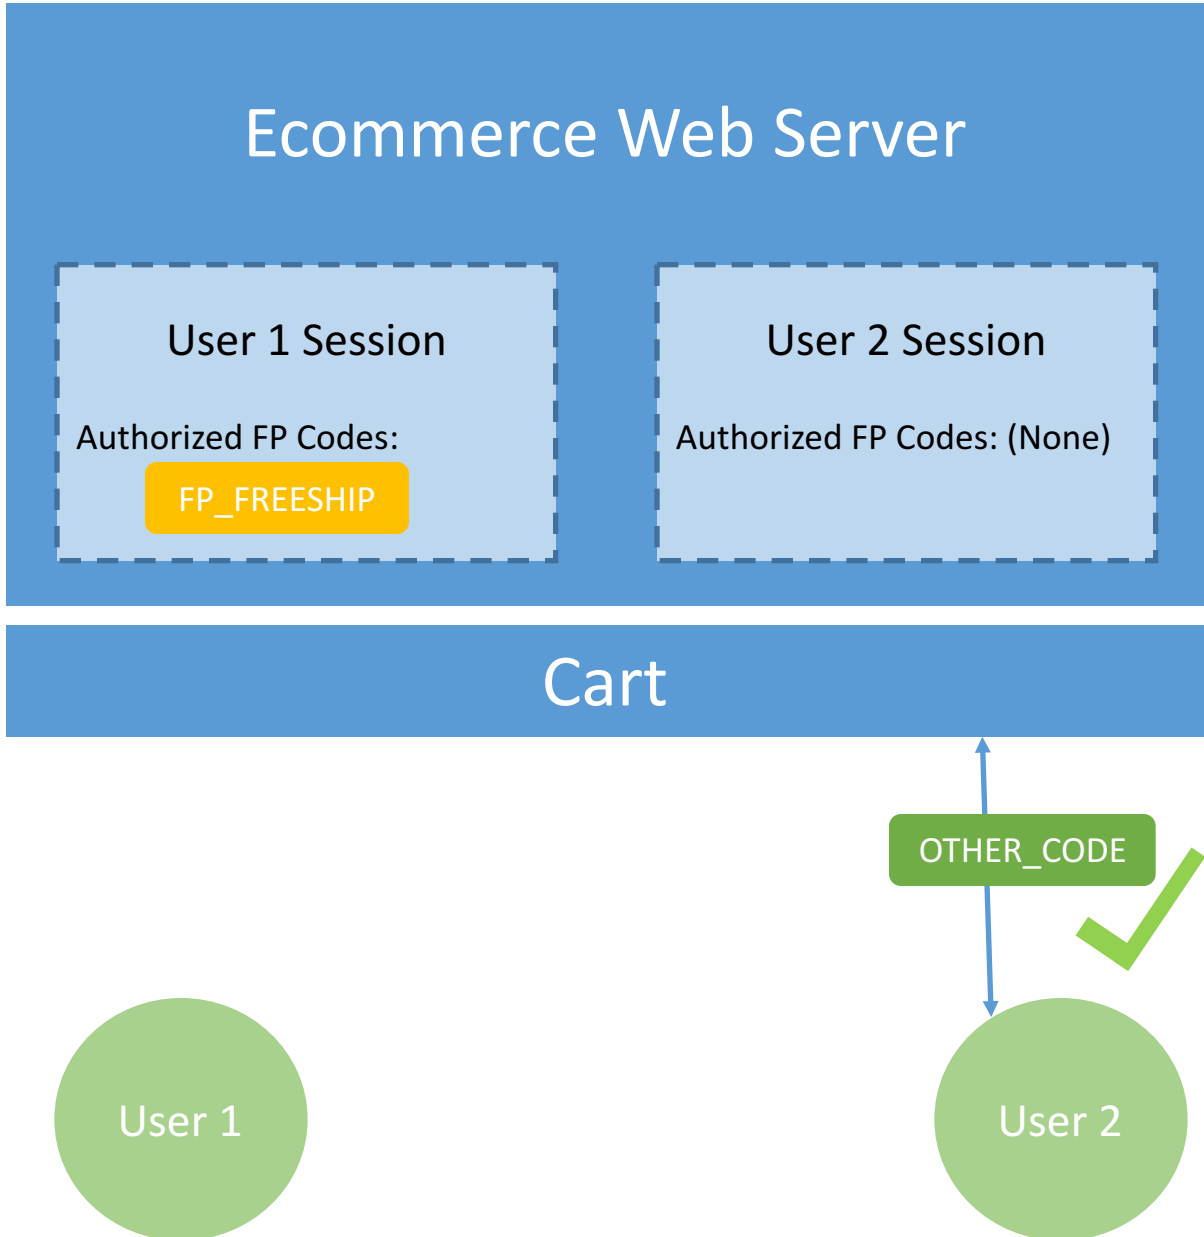 Ecommerce Web Server
User 1 Session
Authorized FP Codes:
FP_FREESHIP
User 2 Session
Authorized FP Codes: (None)
Cart
OTHER_CODE
User 1
User 2